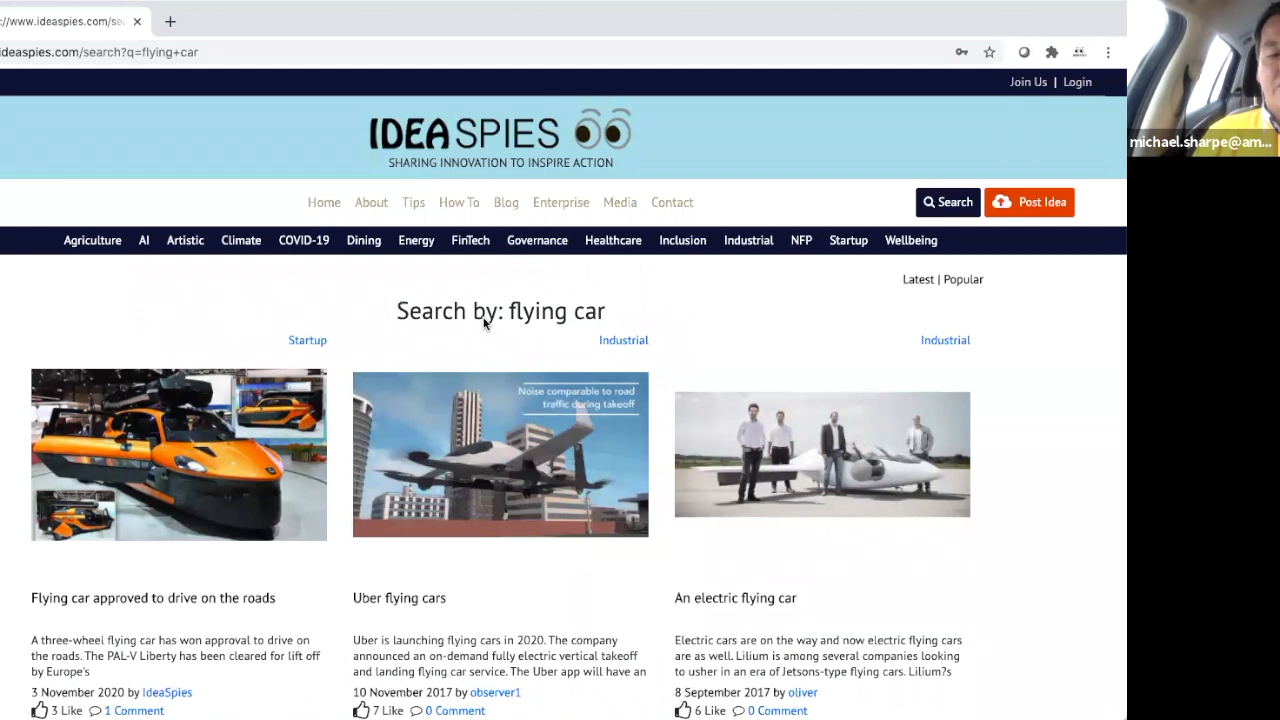 ://www.ideaspies.com/sea
ideaspies.com/search?q=flying+car
Join Us | Login
michael.sharpe@am...
IDEA SPIES
SHARING INNOVATION TO INSPIRE ACTION
Home About Tips How To Blog Enterprise Media Contact
Search
Post Idea
Agriculture AI Artistic Climate COVID-19 Dining Energy FinTech Governance Healthcare Inclusion Industrial NFP Startup Wellbeing
Latest | Popular
Search by: flying car
Startup
Industrial
Industrial
Noise comparable to road
traffic during takeoff
Flying car approved to drive on the roads
A three-wheel flying car has won approval to drive on
the roads. The PAL-V Liberty has been cleared for lift off
by Europe's
3 November 2020 by IdeaSpies
3 Like 1 Comment
Uber flying cars
Uber is launching flying cars in 2020. The company
announced an on-demand fully electric vertical takeoff
and landing flying car service. The Uber app will have an
10 November 2017 by observer1
7 Like 0 Comment
An electric flying car
Electric cars are on the way and now electric flying cars
are as well. Lilium is among several companies looking
to usher in an era of Jetsons-type flying cars. Lilium?s
8 September 2017 by oliver
6 Like 0 Comment